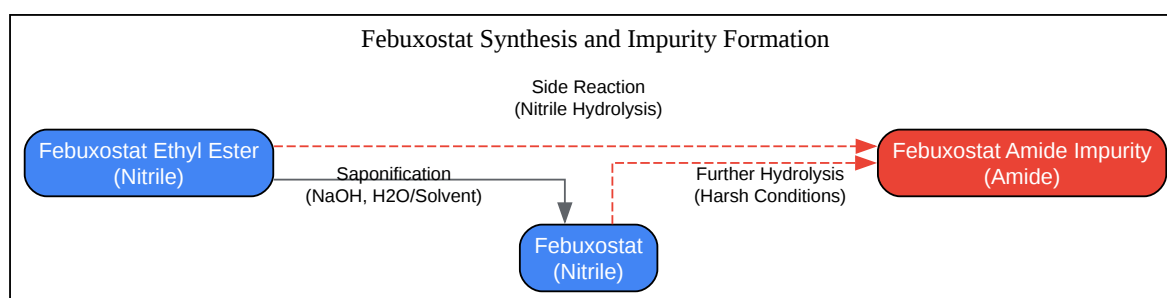 Febuxostat Synthesis and Impurity Formation
Side Reaction
(Nitrile Hydrolysis)
Febuxostat Ethyl Ester
(Nitrile)
Febuxostat Amide Impurity
(Amide)
Saponification
(NaOH, H2O/Solvent)
Further Hydrolysis
(Harsh Conditions)
Febuxostat
(Nitrile)